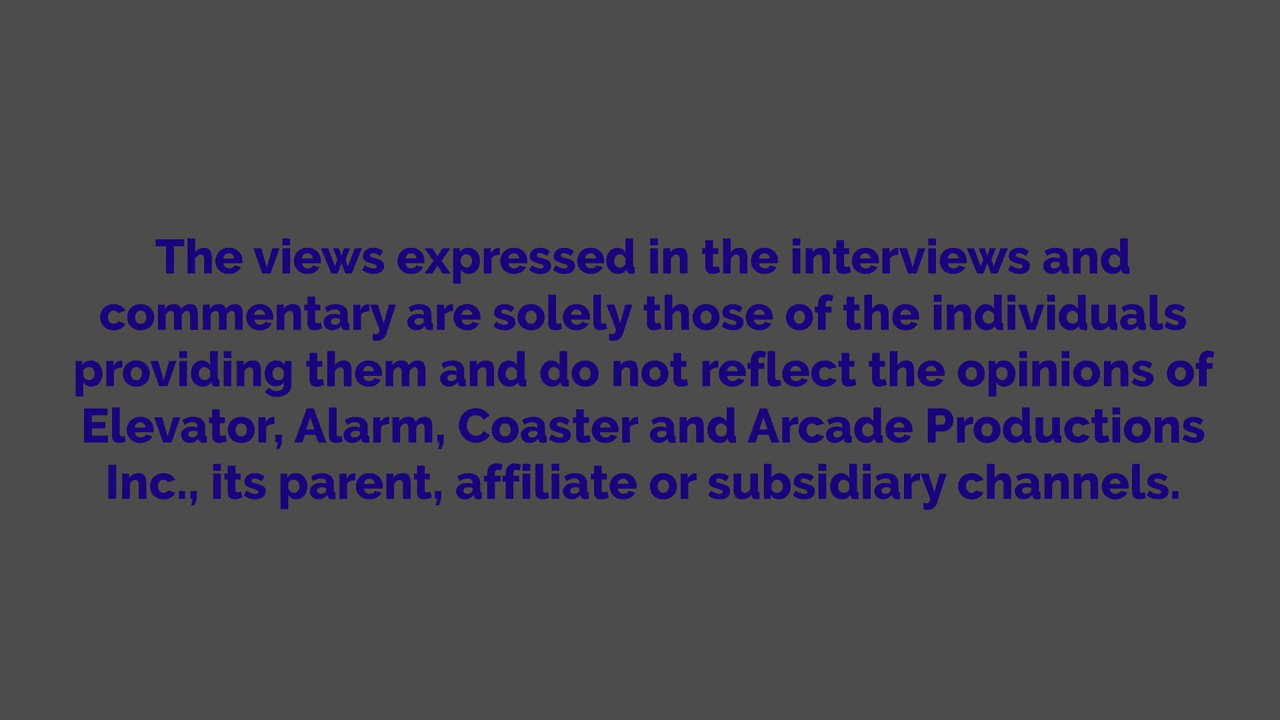 The views expressed in the interviews and
commentary are solely those of the individuals
providing them and do not reflect the opinions of
Elevator, Alarm, Coaster and Arcade Productions
Inc., its parent, affiliate or subsidiary channels.